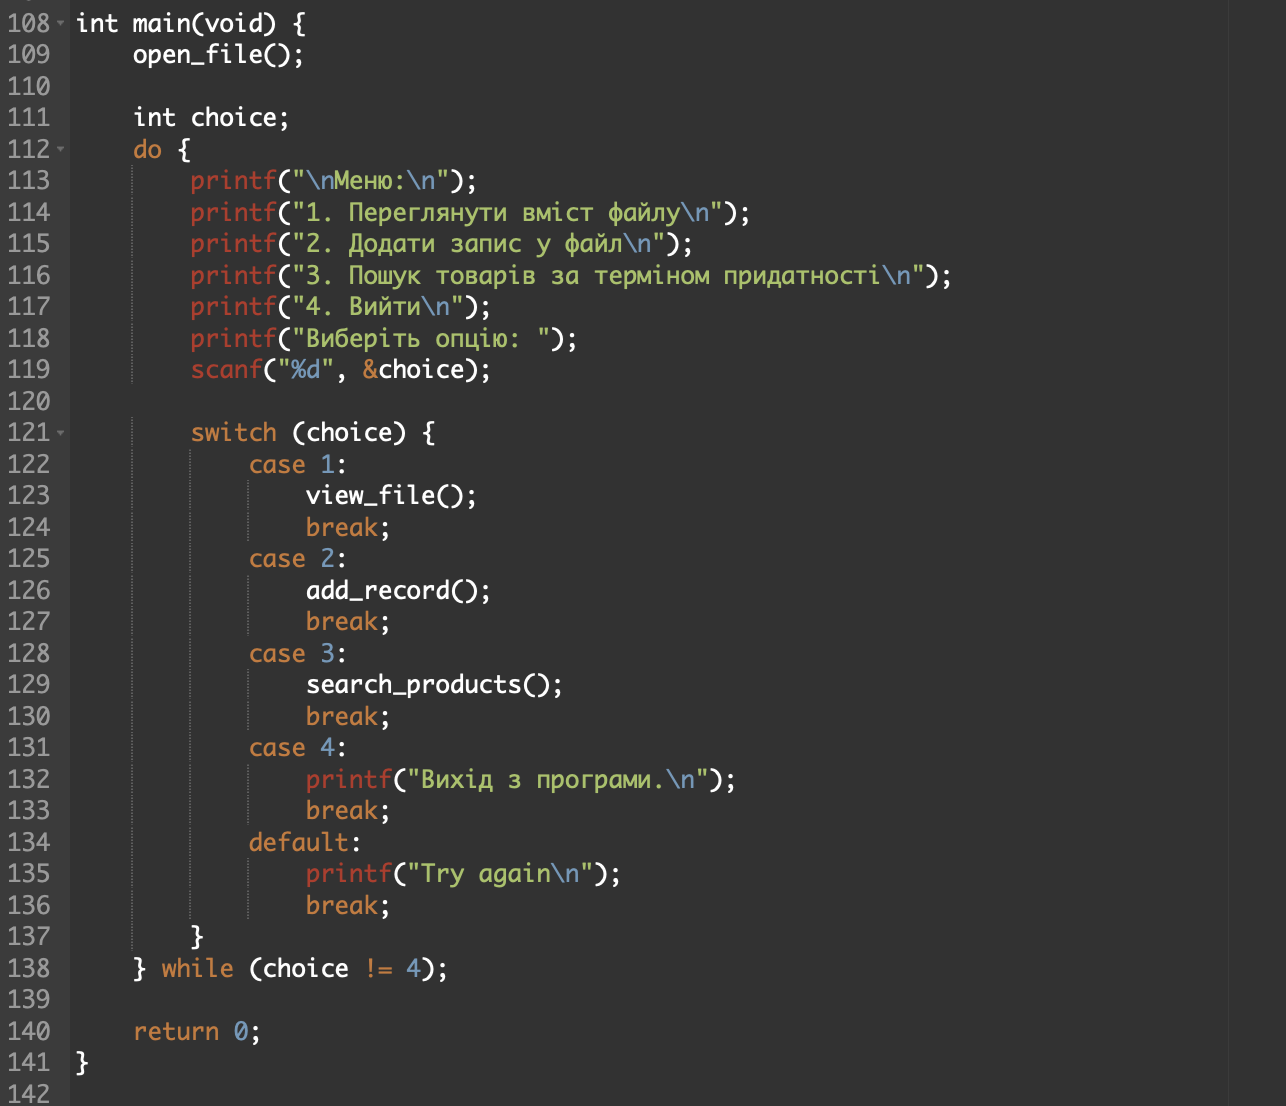 108 int main(void) {
109 open_file();
110
111 int choice;
112 do {
113 printf("\nМеню:\n");
114 printf("1. Переглянути вміст файлу\n");
115 printf("2. Додати запис у файл\n");
116 printf("3. Пошук товарів за терміном придатності\n");
117 printf("4. Вийти\n");
118 printf("Виберіть опцію: ");
119 scanf("%d", &choice);
120
121 switch (choice) {
122 case 1:
123 view_file();
124 break;
125 case 2:
126 add_record();
127 break;
128 case 3:
129 search_products();
130 break;
131 case 4:
132 printf("Вихід з програми.\n");
133 break;
134 default:
135 printf("Try again\n");
136 break;
137 }
138 } while (choice != 4);
139
140 return 0;
141 }
142